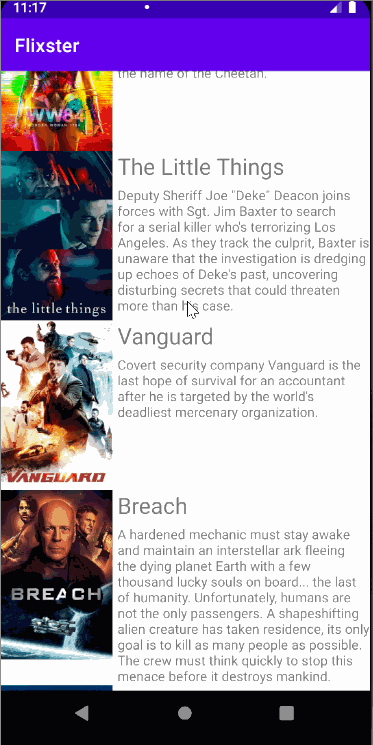 11:17
Flixster
the name of the Cheetah.
WW84
The Little Things
Deputy Sheriff Joe "Deke" Deacon joins
forces with Sgt. Jim Baxter to search
for a serial killer who's terrorizing Los
Angeles. As they track the culprit, Baxter is
unaware that the investigation is dredging
up echoes of Deke's past, uncovering
disturbing secrets that could threaten
more than his case.
the little things
Vanguard
Covert security company Vanguard is the
last hope of survival for an accountant
after he is targeted by the world's
deadliest mercenary organization.
VANGUARD
Breach
A hardened mechanic must stay awake
and maintain an interstellar ark fleeing
the dying planet Earth with a few
thousand lucky souls on board... the last
of humanity. Unfortunately, humans are
not the only passengers. A shapeshifting
alien creature has taken residence, its only
goal is to kill as many people as possible.
The crew must think quickly to stop this
menace before it destroys mankind.
BREACH